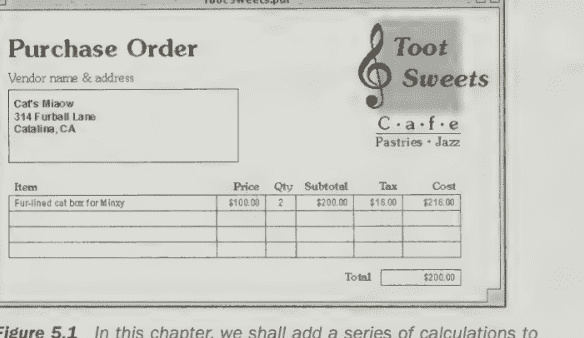 Toot Sweets.pdf
Purchase Order
Toot
Sweets
Vendor name & address
Cat's Miaow
314 Furball Lane
Catalina, CA
C·a·f·e
Pastries · Jazz
Item Price Qty Subtotal Tax Cost
Fur-lined cat box for Minxy $100.00 2 $200.00 $16.00 $216.00
Total $200.00
Figure 5.1 In this chapter, we shall add a series of calculations to